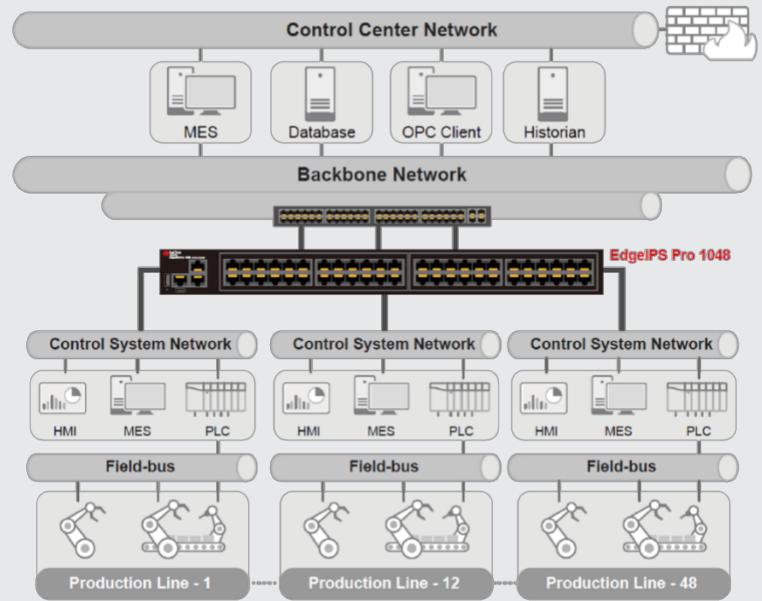 Control Center Network
MES
Database
OPC Client
Historian
Backbone Network
EdgeIPS Pro 1048
Control System Network
Control System Network
Control System Network
HMI
MES
PLC
HMI
MES
PLC
HMI
MES
PLC
Field-bus
Field-bus
Field-bus
Production Line - 1
Production Line - 12
Production Line - 48